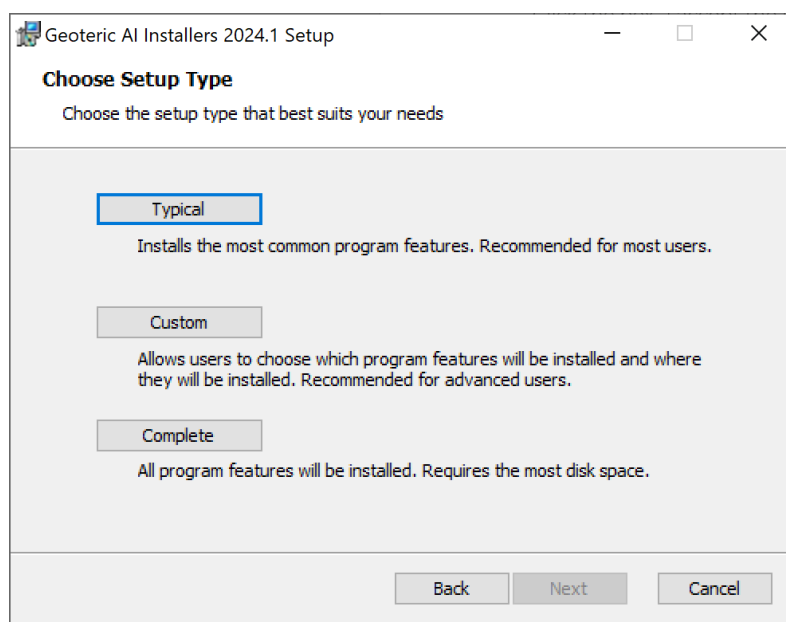 Geoteric AI Installers 2024.1 Setup
Choose Setup Type
Choose the setup type that best suits your needs
Typical
Installs the most common program features. Recommended for most users.
Custom
Allows users to choose which program features will be installed and where
they will be installed. Recommended for advanced users.
Complete
All program features will be installed. Requires the most disk space.
Back Next Cancel